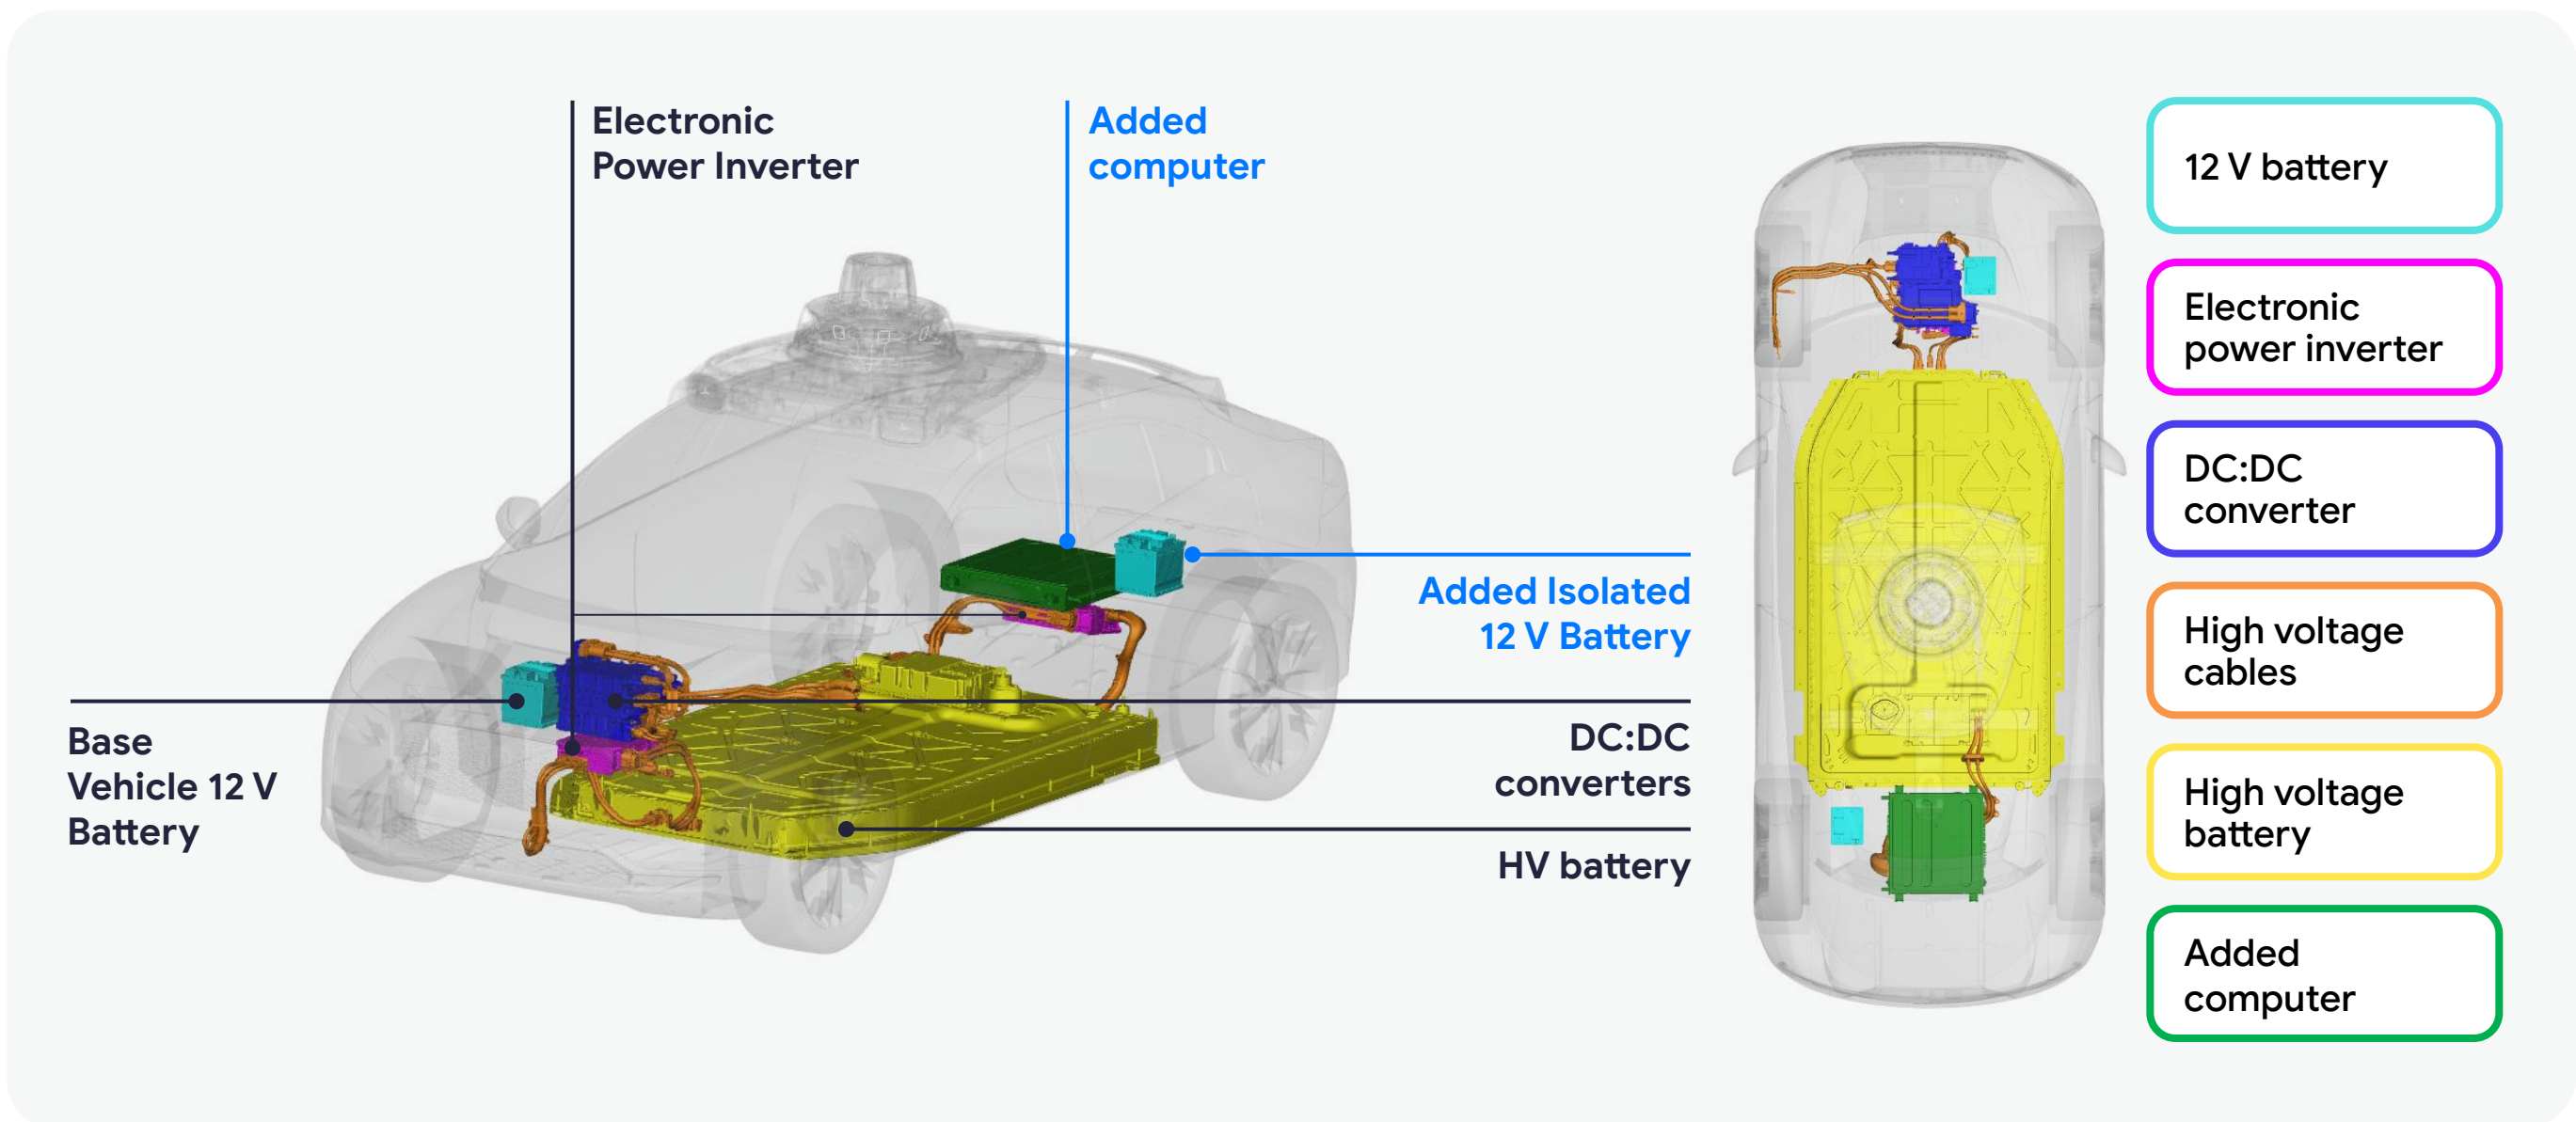 Electronic
Power Inverter
Added
computer
Added Isolated
12 V Battery
Base
Vehicle 12 V
Battery
DC:DC
converters
HV battery
12 V battery
Electronic
power inverter
DC:DC
converter
High voltage
cables
High voltage
battery
Added
computer